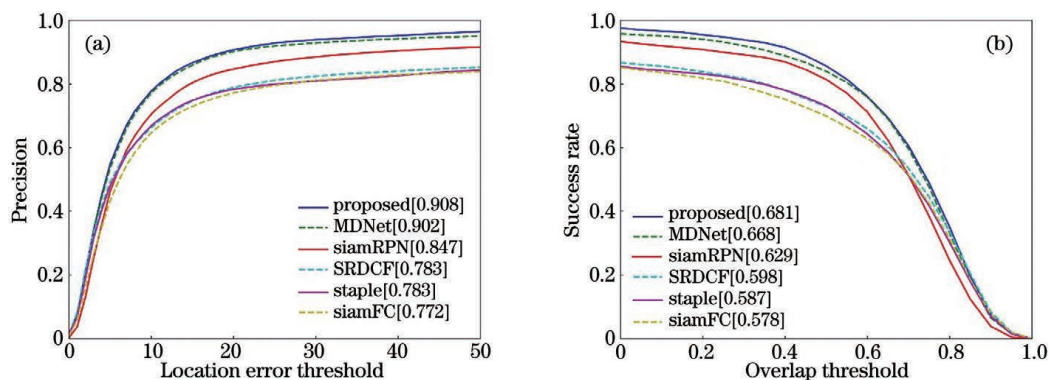 (a)
Precision
1.0
0.8
0.6
0.4
0.2
0
proposed[0.908]
MDNet[0.902]
siamRPN[0.847]
SRDCF[0.783]
staple[0.783]
siamFC[0.772]
0 10 20 30 40 50
Location error threshold
(b)
Success rate
1.0
0.8
0.6
0.4
0.2
0
proposed[0.681]
MDNet[0.668]
siamRPN[0.629]
SRDCF[0.598]
staple[0.587]
siamFC[0.578]
0 0.2 0.4 0.6 0.8 1.0
Overlap threshold